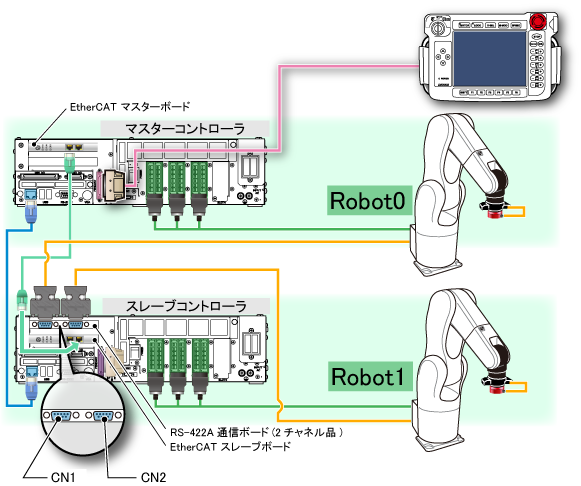 EtherCAT マスターボード
マスターコントローラ
Robot0
スレーブコントローラ
Robot1
RS-422A 通信ボード(2 チャネル品)
EtherCAT スレーブボード
CN1
CN2